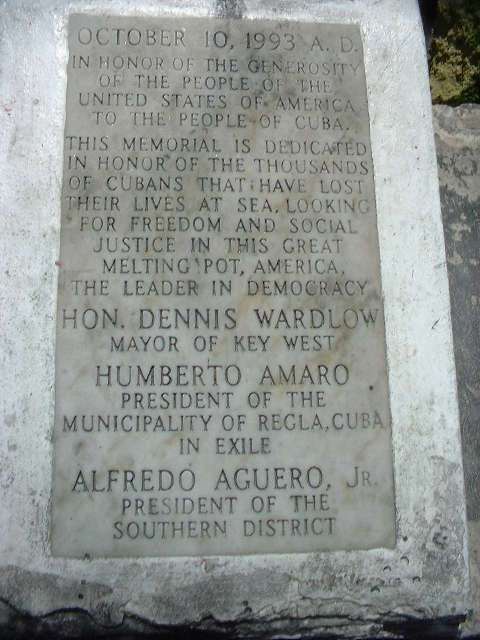 OCTOBER 10, 1993 A. D.
IN HONOR OF THE GENEROSITY
OF THE PEOPLE OF THE
UNITED STATES OF AMERICA
TO THE PEOPLE OF CUBA.
THIS MEMORIAL IS DEDICATED
IN HONOR OF THE THOUSANDS
OF CUBANS THAT HAVE LOST
THEIR LIVES AT SEA, LOOKING
FOR FREEDOM AND SOCIAL
JUSTICE IN THIS GREAT
MELTING POT, AMERICA,
THE LEADER IN DEMOCRACY
HON. DENNIS WARDLOW
MAYOR OF KEY WEST
HUMBERTO AMARO
PRESIDENT OF THE
MUNICIPALITY OF REGLA, CUBA
IN EXILE
ALFREDO AGUERO, JR.
PRESIDENT OF THE
SOUTHERN DISTRICT